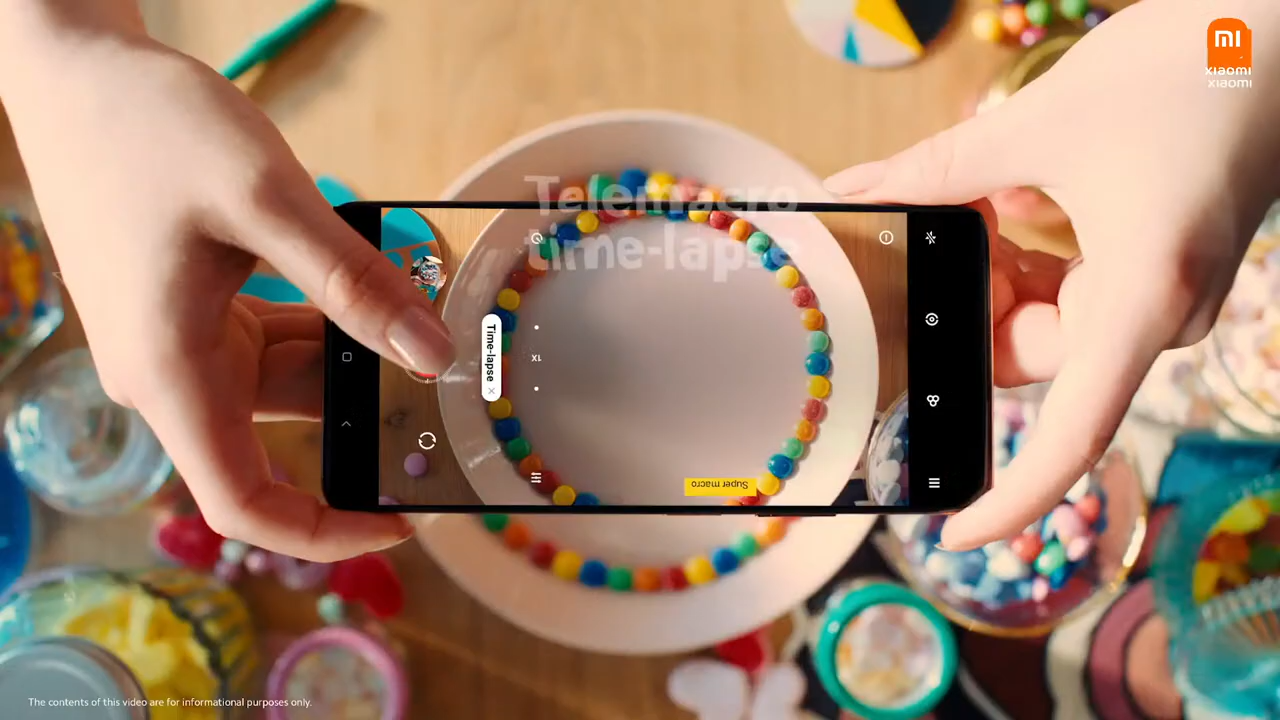 mi
xiaomi
xiaomi
Telemacro
time-lapse
Time-lapse ×
1X
Super macro
The contents of this video are for informational purposes only.